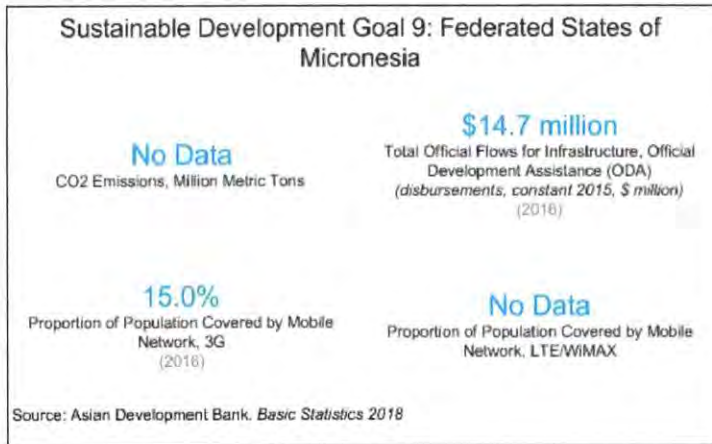 Sustainable Development Goal 9: Federated States of
Micronesia
No Data
CO2 Emissions, Million Metric Tons
$14.7 million
Total Official Flows for Infrastructure, Official
Development Assistance (ODA)
(disbursements, constant 2015, $ million)
(2016)
15.0%
Proportion of Population Covered by Mobile
Network, 3G
(2016)
No Data
Proportion of Population Covered by Mobile
Network, LTE/WiMAX
Source: Asian Development Bank. Basic Statistics 2018